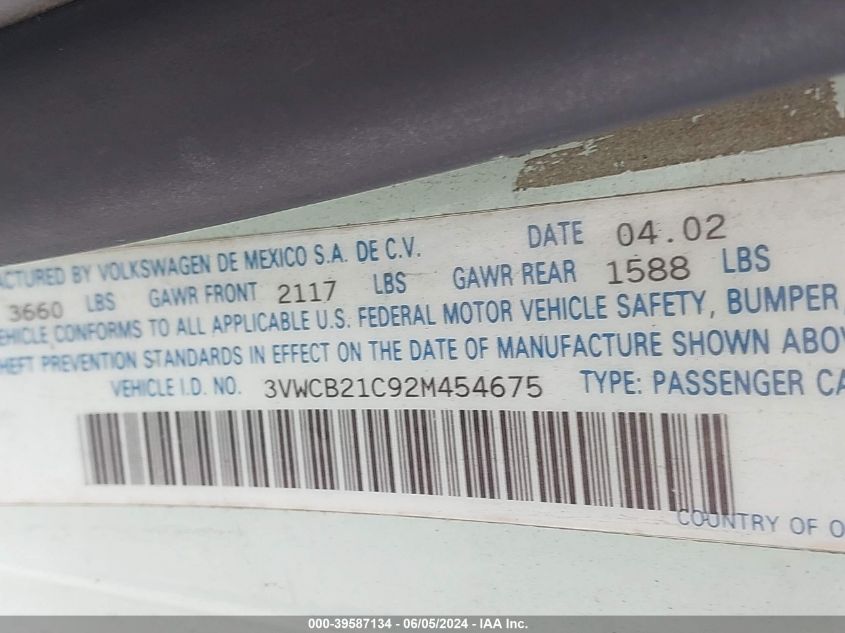 ACTURED BY VOLKSWAGEN DE MEXICO S.A. DE C.V. DATE 04.02
3660 LBS GAWR FRONT 2117 LBS GAWR REAR 1588 LBS
EHICLE CONFORMS TO ALL APPLICABLE U.S. FEDERAL MOTOR VEHICLE SAFETY, BUMPER,
HEFT PREVENTION STANDARDS IN EFFECT ON THE DATE OF MANUFACTURE SHOWN ABOV
VEHICLE I.D. NO. 3VWCB21C92M454675 TYPE: PASSENGER CA
COUNTRY OF O
000-39587134 - 06/05/2024 - IAA Inc.